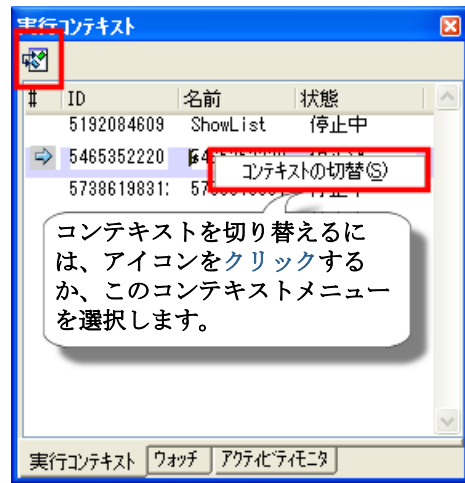 実行コンテキスト
# ID 名前 状態
5192084609 ShowList 停止中
5465352220
コンテキストの切替(S)
5738619831:
コンテキストを切り替えるに
は、アイコンをクリックする
か、このコンテキストメニュー
を選択します。
実行コンテキスト ウォッチ アクティビティモニタ